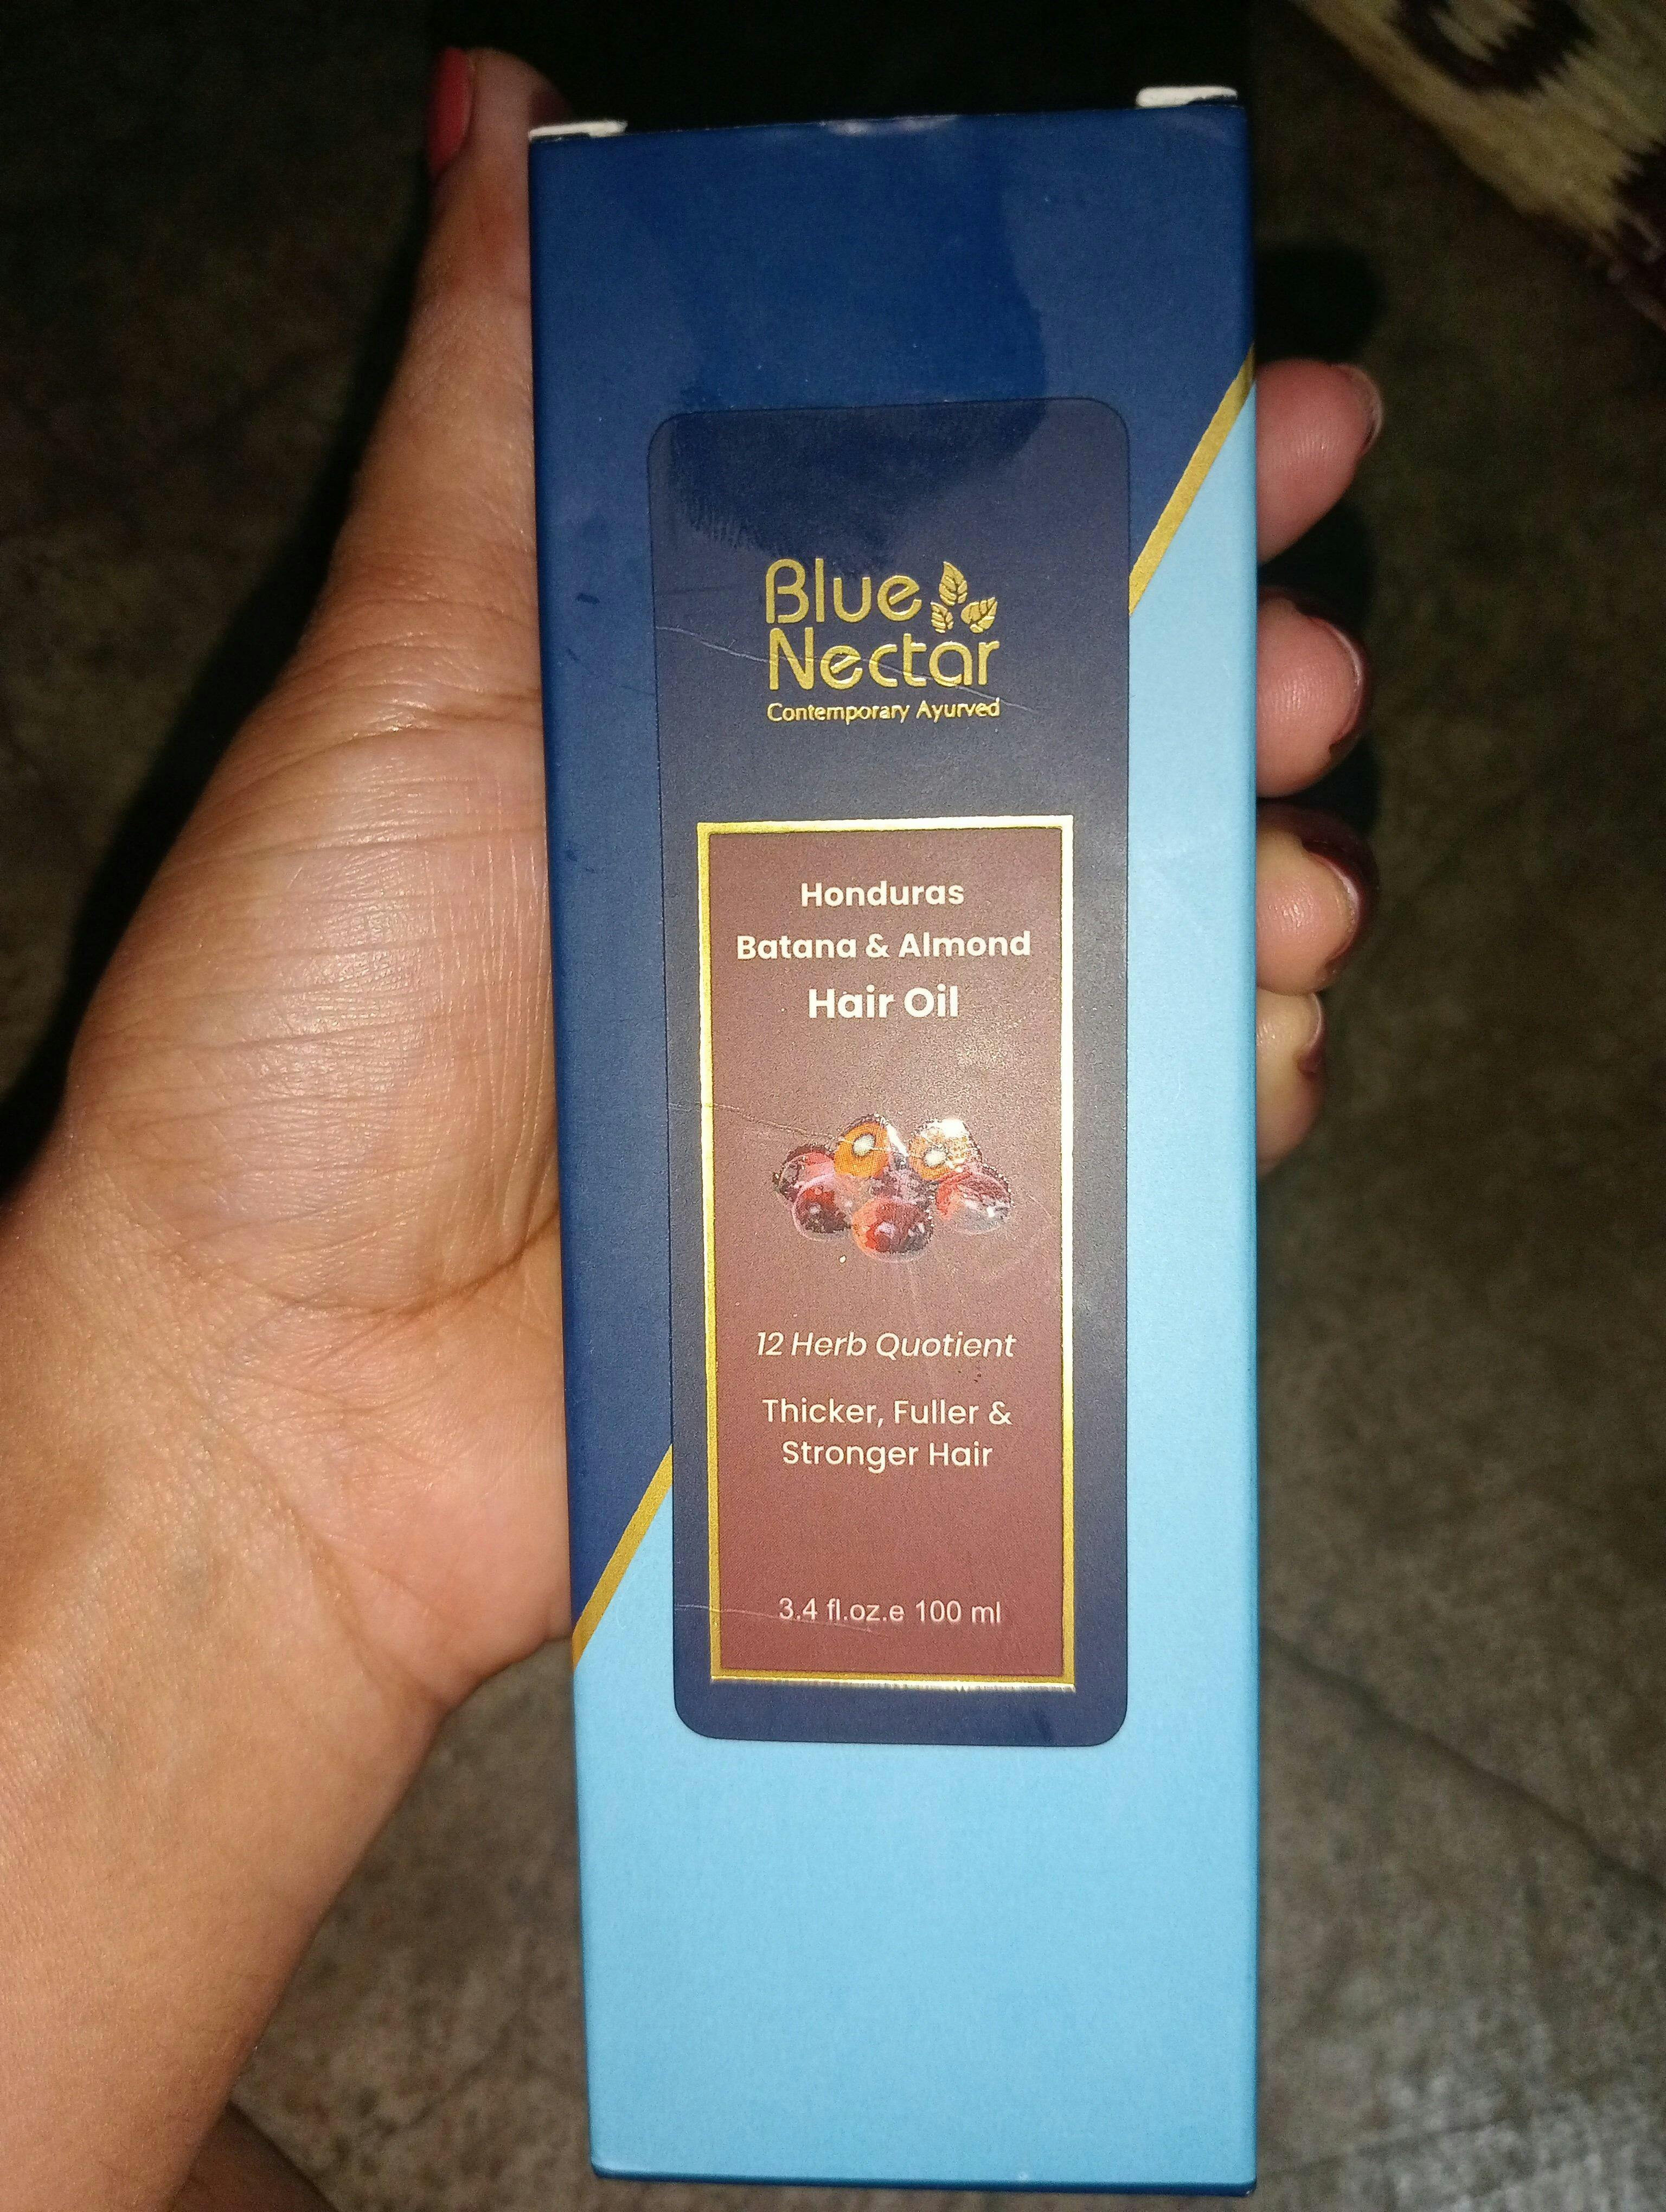 Blue
Nectar
Contemporary Ayurved
Honduras
Batana & Almond
Hair Oil
12 Herb Quotient
Thicker, Fuller &
Stronger Hair
3.4 fl.oz.e 100 ml